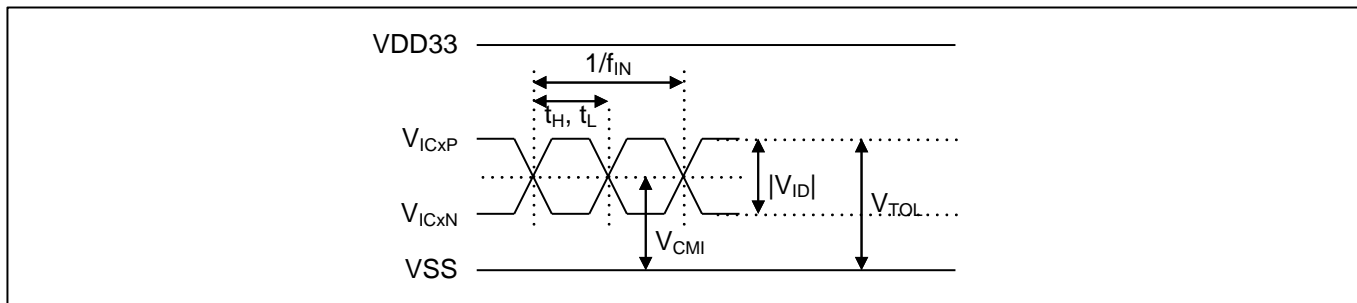 VDD33
1/fIN
tH, tL
VICxP
|VID|
VTOL
VICxN
VCMI
VSS